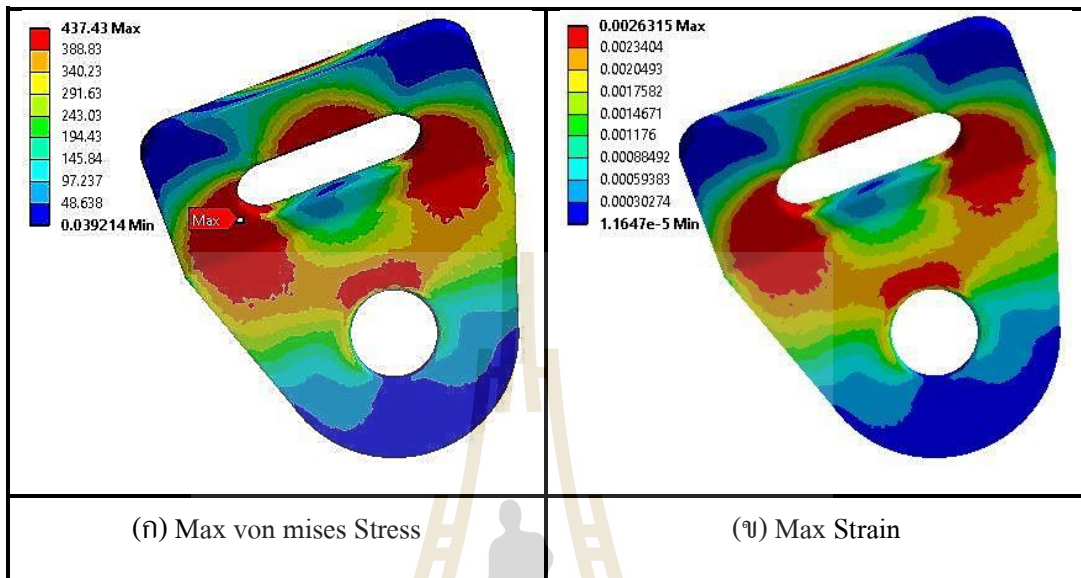 437.43 Max
388.83
340.23
291.63
243.03
194.43
145.84
97.237
48.638
0.039214 Min
Max
0.0026315 Max
0.0023404
0.0020493
0.0017582
0.0014671
0.001176
0.00088492
0.00059383
0.00030274
1.1647e-5 Min
(ก) Max von mises Stress
(ข) Max Strain